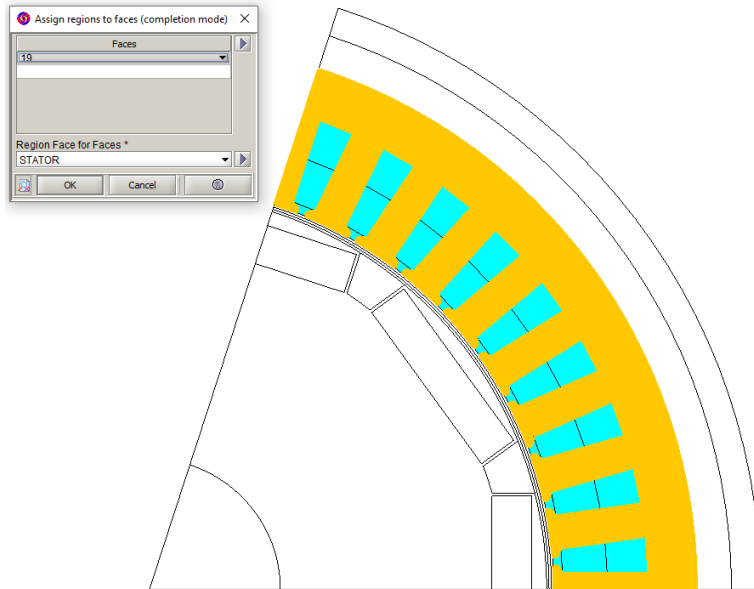 Assign regions to faces (completion mode)
Faces
19
Region Face for Faces *
STATOR
OK Cancel